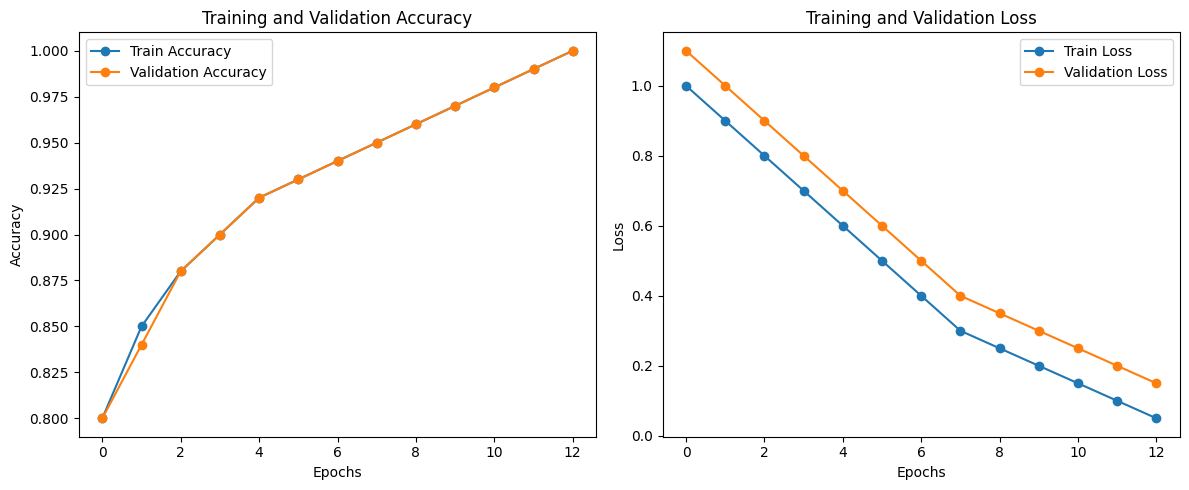 Training and Validation Accuracy
Train Accuracy
Validation Accuracy
1.000
0.975
0.950
0.925
0.900
0.875
0.850
0.825
0.800
Accuracy
0 2 4 6 8 10 12
Epochs
Training and Validation Loss
Train Loss
Validation Loss
1.0
0.8
0.6
0.4
0.2
0.0
Loss
0 2 4 6 8 10 12
Epochs